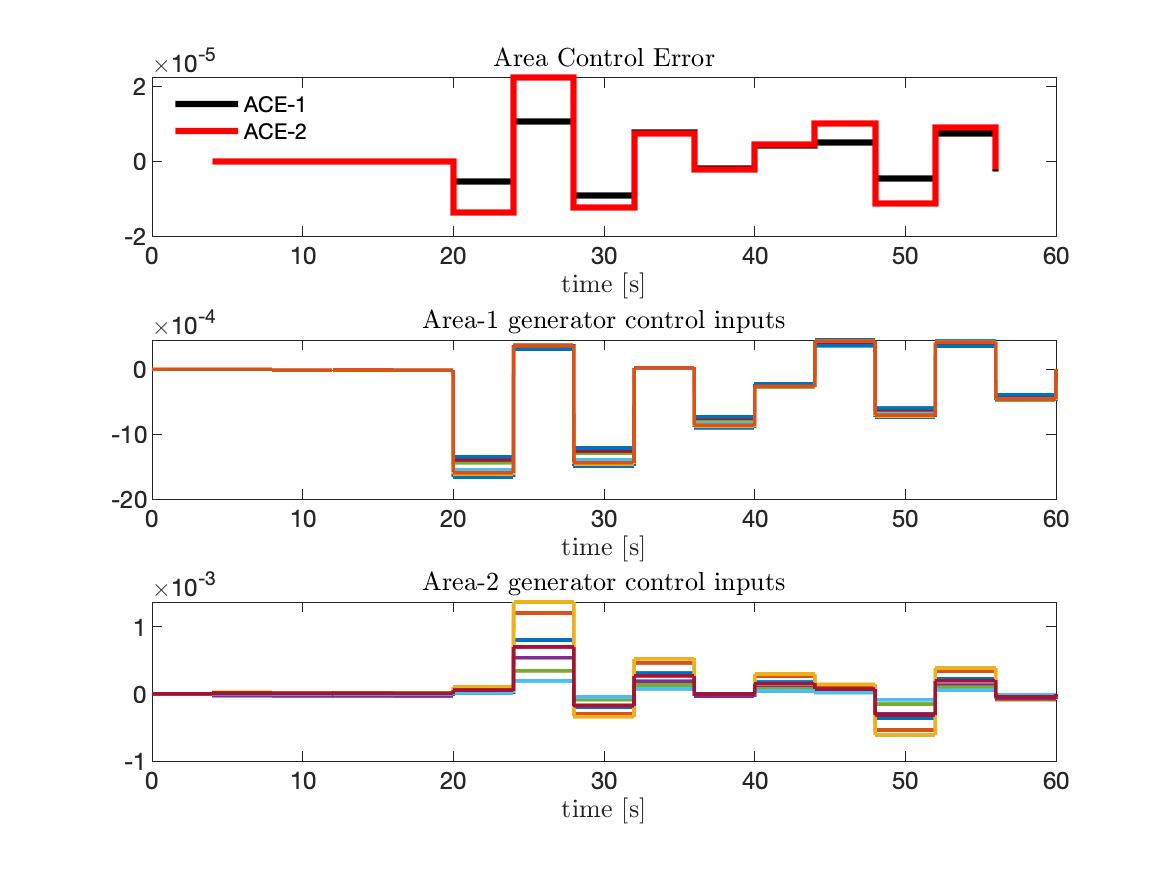 Area Control Error
×10-5
2
0
-2
ACE-1
ACE-2
0 10 20 30 40 50 60
time [s]
Area-1 generator control inputs
×10-4
0
-10
-20
0 10 20 30 40 50 60
time [s]
Area-2 generator control inputs
×10-3
1
0
-1
0 10 20 30 40 50 60
time [s]